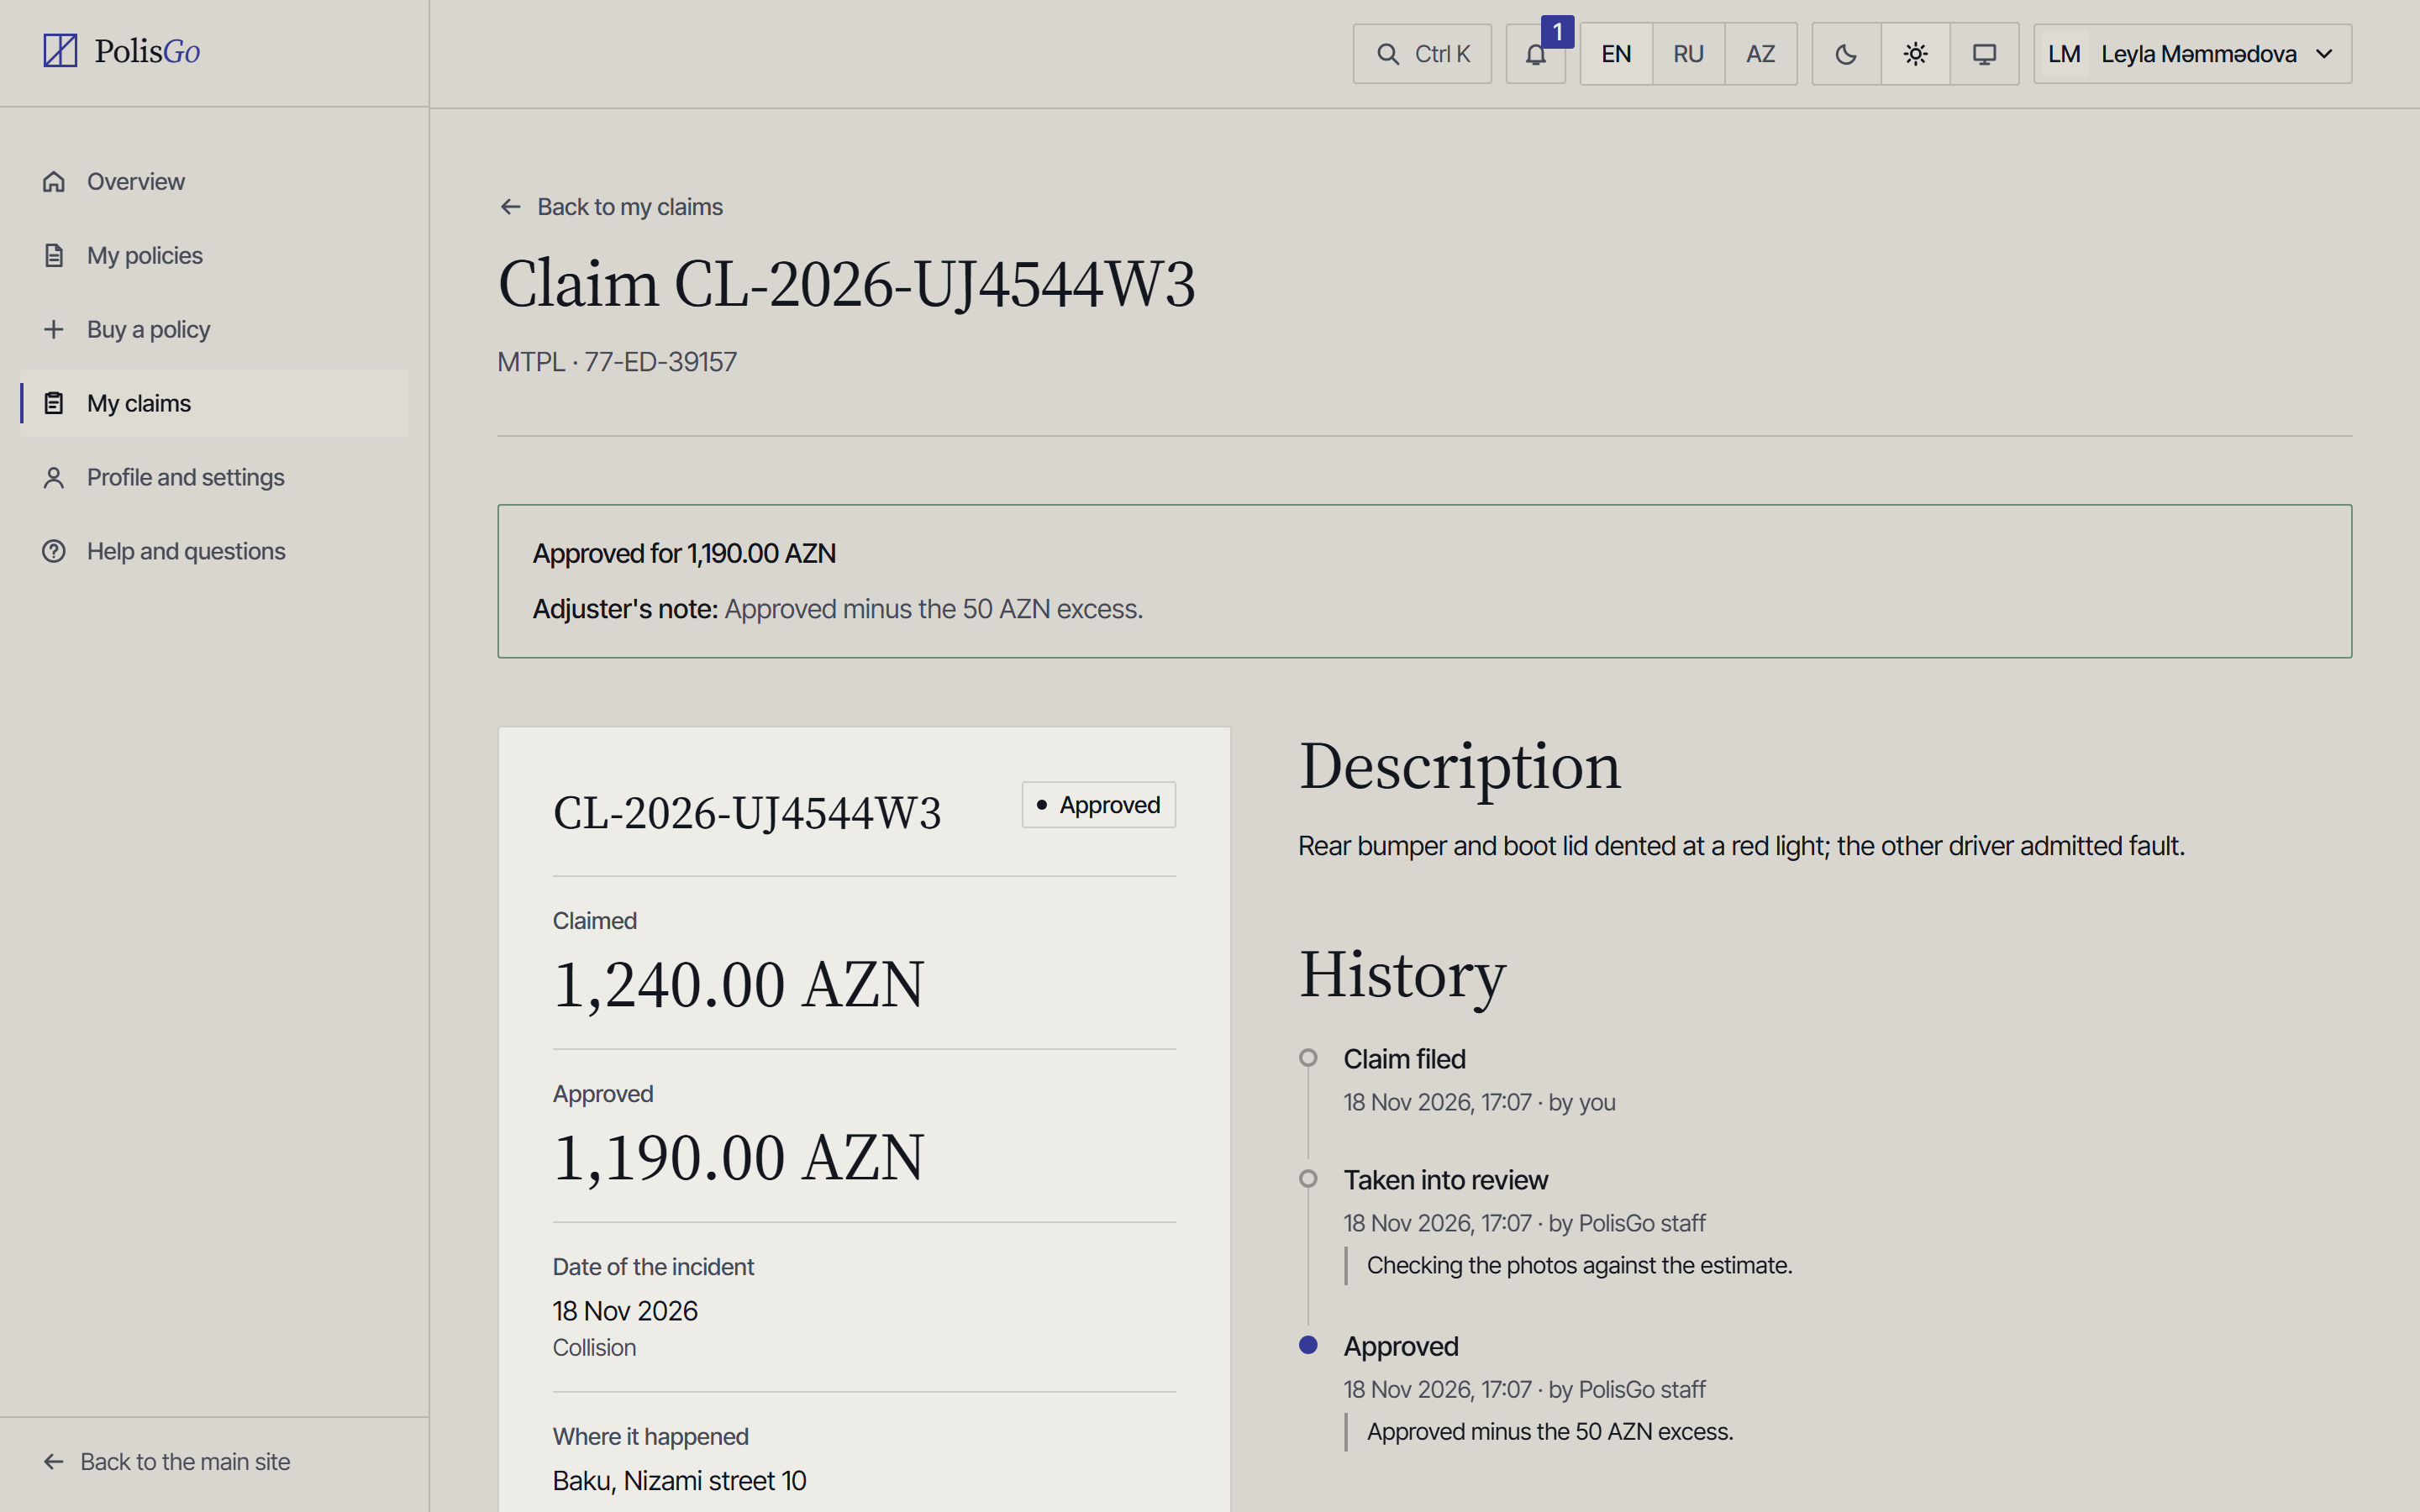 PolisGo
Ctrl K
1
EN
RU
AZ
LM
Leyla Məmmədova
Overview
My policies
Buy a policy
My claims
Profile and settings
Help and questions
Back to the main site
Back to my claims
Claim CL-2026-UJ4544W3
MTPL · 77-ED-39157
Approved for 1,190.00 AZN
Adjuster's note: Approved minus the 50 AZN excess.
CL-2026-UJ4544W3
Approved
Claimed
1,240.00 AZN
Approved
1,190.00 AZN
Date of the incident
18 Nov 2026
Collision
Where it happened
Baku, Nizami street 10
Description
Rear bumper and boot lid dented at a red light; the other driver admitted fault.
History
Claim filed
18 Nov 2026, 17:07 · by you
Taken into review
18 Nov 2026, 17:07 · by PolisGo staff
Checking the photos against the estimate.
Approved
18 Nov 2026, 17:07 · by PolisGo staff
Approved minus the 50 AZN excess.